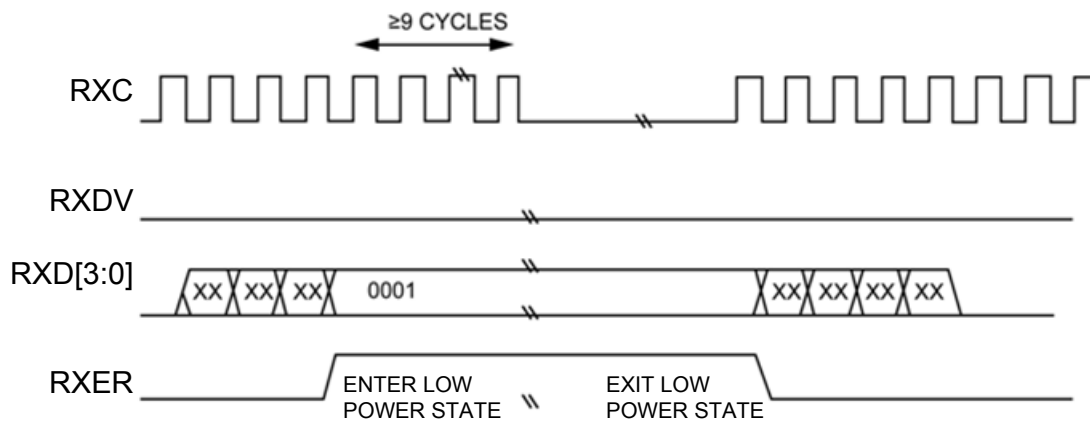 ≥9 CYCLES
RXC
RXDV
RXD[3:0]
XX XX XX 0001 XX XX XX XX
RXER
ENTER LOW
POWER STATE
EXIT LOW
POWER STATE